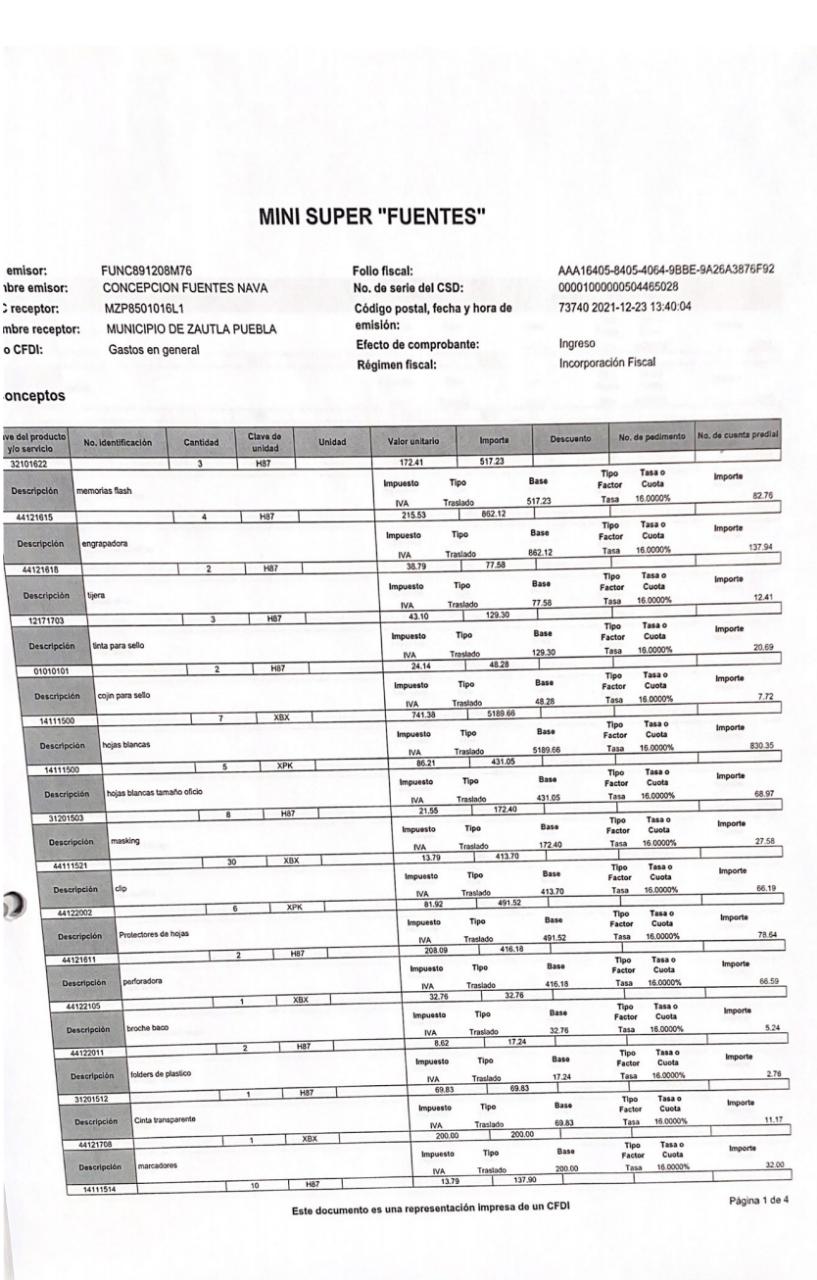 MINI SUPER "FUENTES"
emisor: FUNC891208M76 Folio fiscal: AAA16405-8405-4064-9BBE-9A26A3876F92
bre emisor: CONCEPCION FUENTES NAVA No. de serie del CSD: 00001000000504465028
receptor: MZP8501016L1 Código postal, fecha y hora de emisión: 73740 2021-12-23 13:40:04
mbre receptor: MUNICIPIO DE ZAUTLA PUEBLA
o CFDI: Gastos en general Efecto de comprobante: Ingreso
Régimen fiscal: Incorporación Fiscal
onceptos
ve del producto y/o servicio No. identificación Cantidad Clave de unidad Unidad Valor unitario Importe Descuento No. de pedimento No. de cuenta predial
32101622 3 H87 172.41 517.23
Descripción memorias flash Impuesto Tipo Base Tipo Factor Tasa o Cuota Importe
IVA Traslado 517.23 Tasa 16.0000% 82.76
44121615 4 H87 215.53 862.12
Descripción engrapadora Impuesto Tipo Base Tipo Factor Tasa o Cuota Importe
IVA Traslado 862.12 Tasa 16.0000% 137.94
44121618 2 H87 38.79 77.58
Descripción tijera Impuesto Tipo Base Tipo Factor Tasa o Cuota Importe
IVA Traslado 77.58 Tasa 16.0000% 12.41
12171703 3 H87 43.10 129.30
Descripción tinta para sello Impuesto Tipo Base Tipo Factor Tasa o Cuota Importe
IVA Traslado 129.30 Tasa 16.0000% 20.69
01010101 2 H87 24.14 48.28
Descripción cojin para sello Impuesto Tipo Base Tipo Factor Tasa o Cuota Importe
IVA Traslado 48.28 Tasa 16.0000% 7.72
14111500 7 XBX 741.38 5189.66
Descripción hojas blancas Impuesto Tipo Base Tipo Factor Tasa o Cuota Importe
IVA Traslado 5189.66 Tasa 16.0000% 830.35
14111500 5 XPK 86.21 431.05
Descripción hojas blancas tamaño oficio Impuesto Tipo Base Tipo Factor Tasa o Cuota Importe
IVA Traslado 431.05 Tasa 16.0000% 68.97
31201503 8 H87 21.55 172.40
Descripción masking Impuesto Tipo Base Tipo Factor Tasa o Cuota Importe
IVA Traslado 172.40 Tasa 16.0000% 27.58
44111521 30 XBX 13.79 413.70
Descripción clip Impuesto Tipo Base Tipo Factor Tasa o Cuota Importe
IVA Traslado 413.70 Tasa 16.0000% 66.19
44122002 6 XPK 81.92 491.52
Descripción Protectores de hojas Impuesto Tipo Base Tipo Factor Tasa o Cuota Importe
IVA Traslado 491.52 Tasa 16.0000% 78.64
44121611 2 H87 208.09 416.18
Descripción perforadora Impuesto Tipo Base Tipo Factor Tasa o Cuota Importe
IVA Traslado 416.18 Tasa 16.0000% 66.59
44122105 1 XBX 32.76 32.76
Descripción broche baco Impuesto Tipo Base Tipo Factor Tasa o Cuota Importe
IVA Traslado 32.76 Tasa 16.0000% 5.24
44122011 2 H87 8.62 17.24
Descripción folders de plastico Impuesto Tipo Base Tipo Factor Tasa o Cuota Importe
IVA Traslado 17.24 Tasa 16.0000% 2.76
31201512 1 H87 69.83 69.83
Descripción Cinta transparente Impuesto Tipo Base Tipo Factor Tasa o Cuota Importe
IVA Traslado 69.83 Tasa 16.0000% 11.17
44121708 1 XBX 200.00 200.00
Descripción marcadores Impuesto Tipo Base Tipo Factor Tasa o Cuota Importe
IVA Traslado 200.00 Tasa 16.0000% 32.00
14111514 10 H87 13.79 137.90
Este documento es una representación impresa de un CFDI
Página 1 de 4